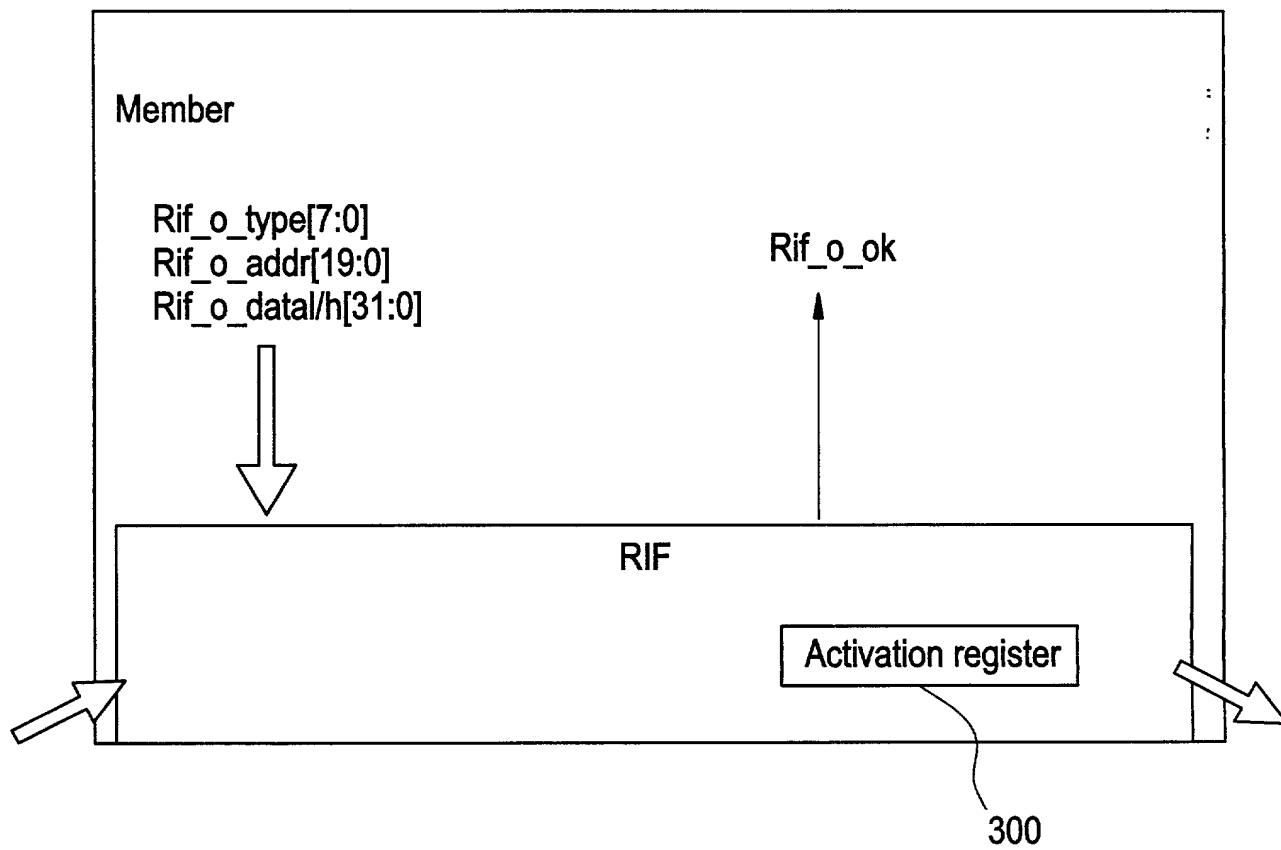 Member
Rif_o_type[7:0]
Rif_o_addr[19:0]
Rif_o_datal/h[31:0]
Rif_o_ok
RIF
Activation register
300